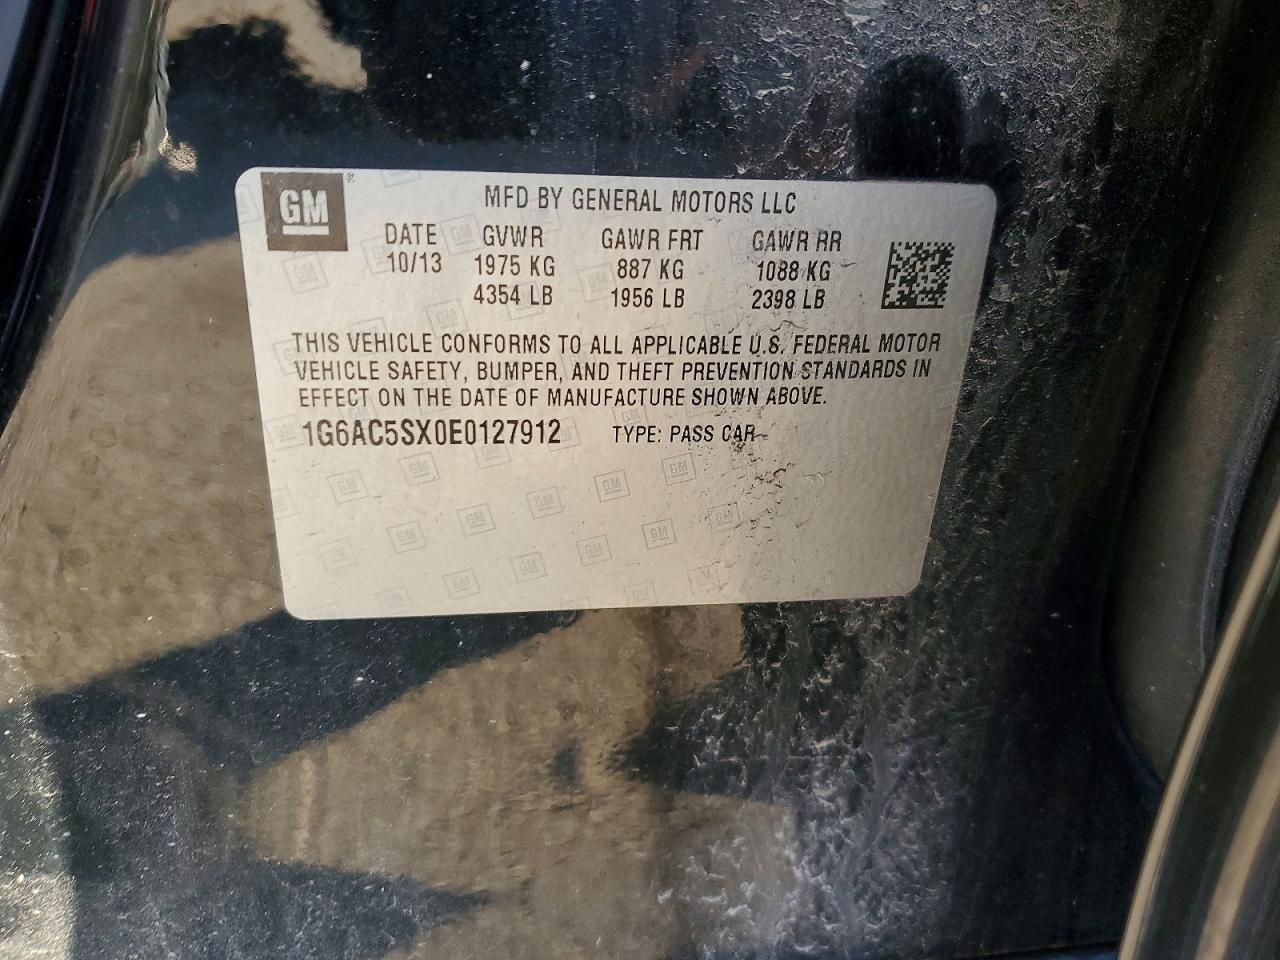 GM
MFD BY GENERAL MOTORS LLC
DATE GVWR GAWR FRT GAWR RR
10/13 1975 KG 887 KG 1088 KG
4354 LB 1956 LB 2398 LB
THIS VEHICLE CONFORMS TO ALL APPLICABLE U.S. FEDERAL MOTOR
VEHICLE SAFETY, BUMPER, AND THEFT PREVENTION STANDARDS IN
EFFECT ON THE DATE OF MANUFACTURE SHOWN ABOVE.
1G6AC5SX0E0127912 TYPE: PASS CAR